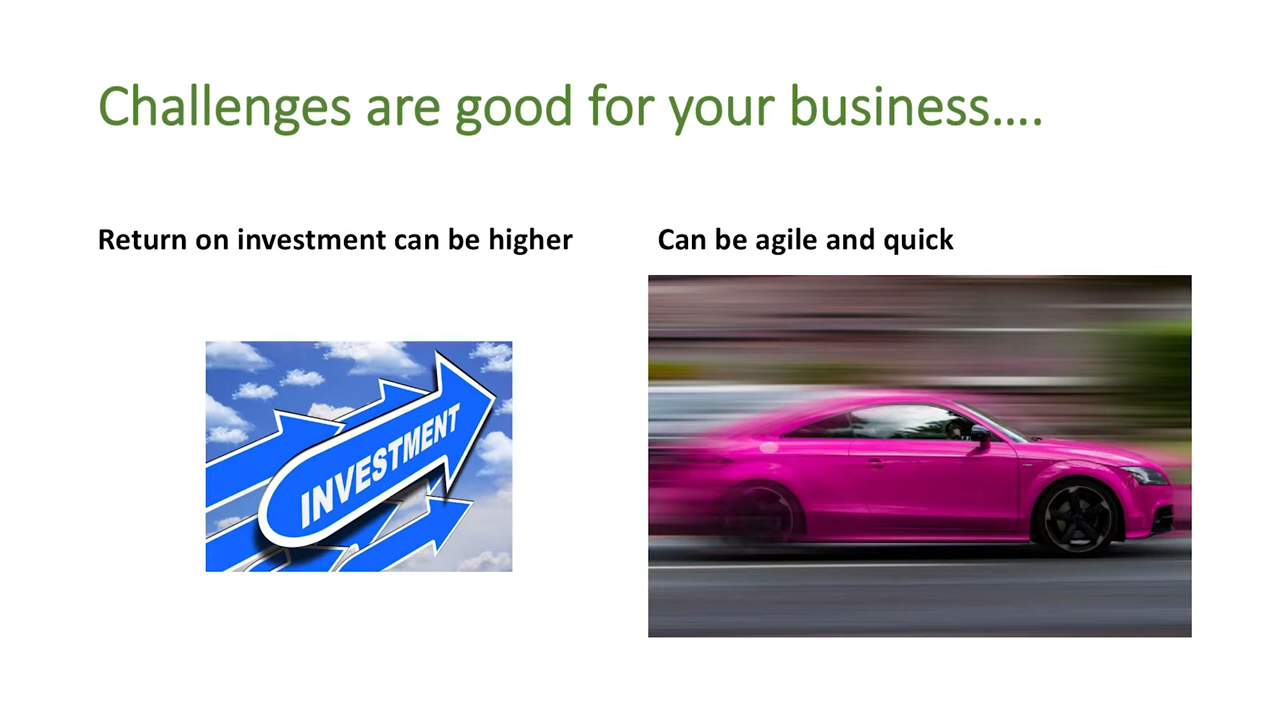 Challenges are good for your business....
Return on investment can be higher
Can be agile and quick
INVESTMENT